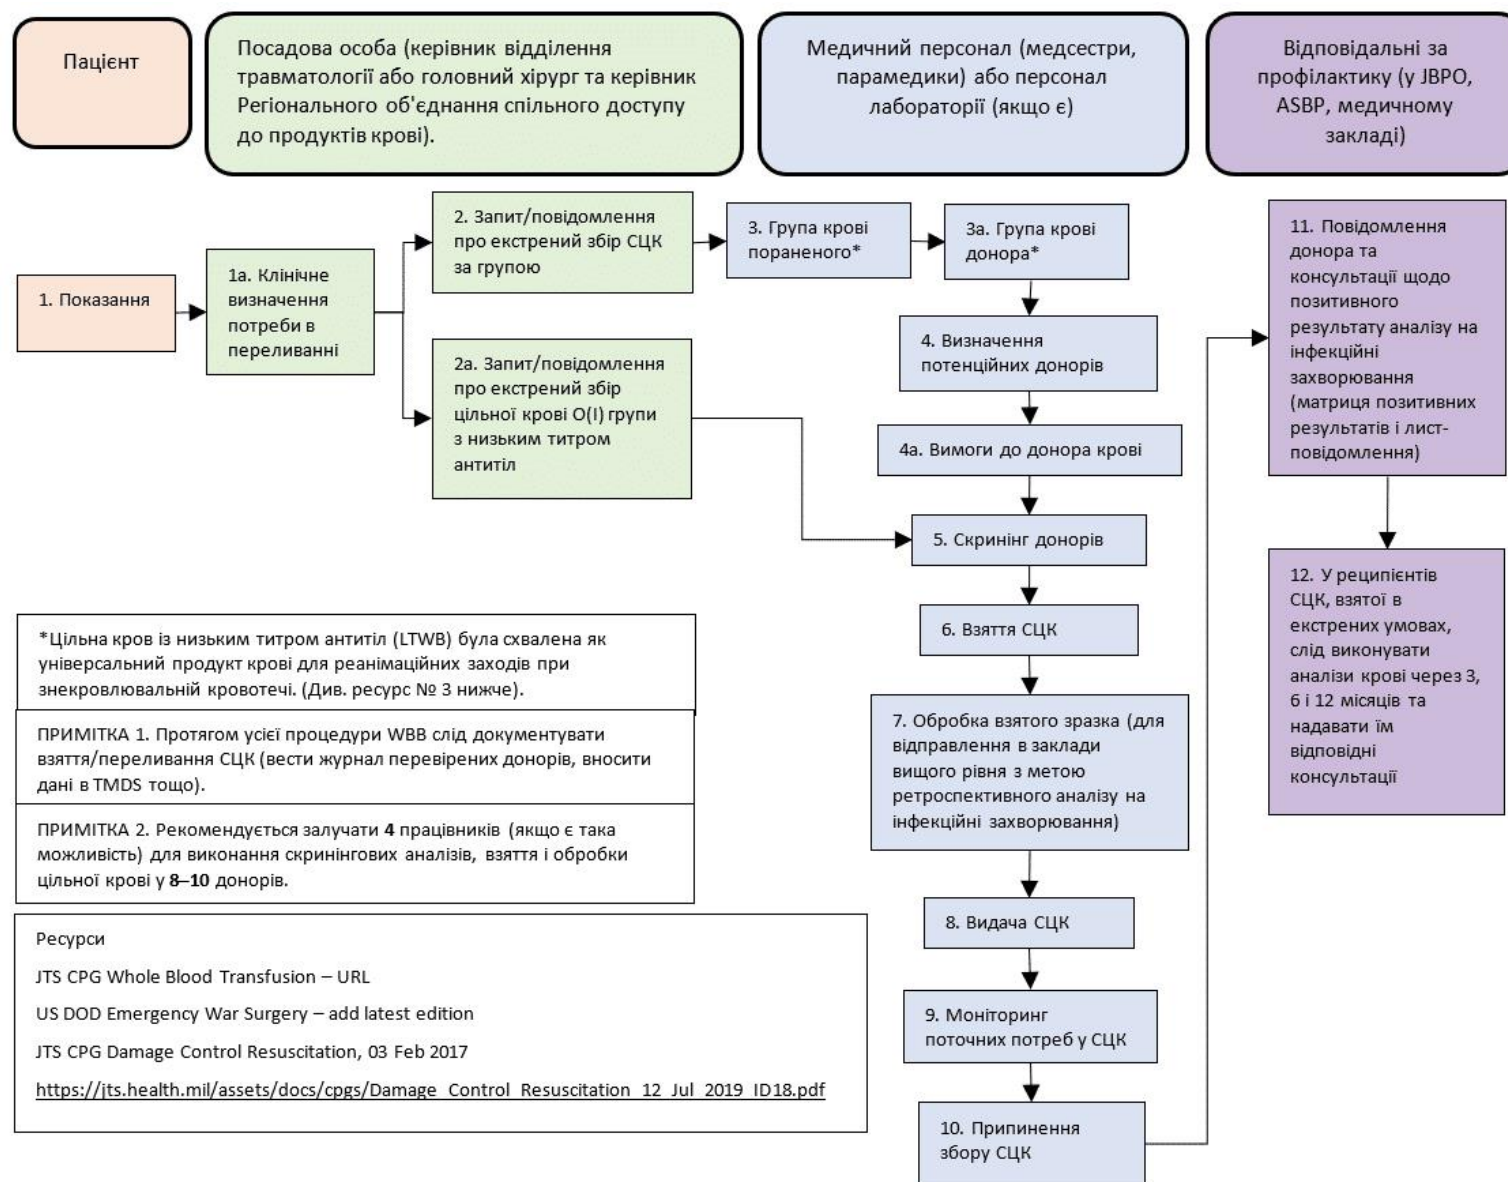 Пацієнт
Посадова особа (керівник відділення
травматології або головний хірург та керівник
Регіонального об'єднання спільного доступу
до продуктів крові).
Медичний персонал (медсестри,
парамедики) або персонал
лабораторії (якщо є)
Відповідальні за
профілактику (у JBPO,
ASBP, медичному
закладі)
1. Показання
1а. Клінічне
визначення
потреби в
переливанні
2. Запит/повідомлення
про екстрений збір СЦК
за групою
2а. Запит/повідомлення
про екстрений збір
цільної крові O(I) групи
з низьким титром
антитіл
3. Група крові
пораненого*
3а. Група крові
донора*
4. Визначення
потенційних донорів
4а. Вимоги до донора крові
5. Скринінг донорів
6. Взяття СЦК
7. Обробка взятого зразка (для
відправлення в заклади
вищого рівня з метою
ретроспективного аналізу на
інфекційні захворювання)
8. Видача СЦК
9. Моніторинг
поточних потреб у СЦК
10. Припинення
збору СЦК
11. Повідомлення
донора та
консультації щодо
позитивного
результату аналізу на
інфекційні
захворювання
(матриця позитивних
результатів і лист-
повідомлення)
12. У реципієнтів
СЦК, взятої в
екстрених умовах,
слід виконувати
аналізи крові через 3,
6 і 12 місяців та
надавати їм
відповідні
консультації
*Цільна кров із низьким титром антитіл (LTWB) була схвалена як
універсальний продукт крові для реанімаційних заходів при
знекровлювальній кровотечі. (Див. ресурс № 3 нижче).
ПРИМІТКА 1. Протягом усієї процедури WBB слід документувати
взяття/переливання СЦК (вести журнал перевірених донорів, вносити
дані в TMDS тощо).
ПРИМІТКА 2. Рекомендується залучати 4 працівників (якщо є така
можливість) для виконання скринінгових аналізів, взяття і обробки
цільної крові у 8–10 донорів.
Ресурси
JTS CPG Whole Blood Transfusion – URL
US DOD Emergency War Surgery – add latest edition
JTS CPG Damage Control Resuscitation, 03 Feb 2017
https://jts.health.mil/assets/docs/cpgs/Damage_Control_Resuscitation_12_Jul_2019_ID18.pdf